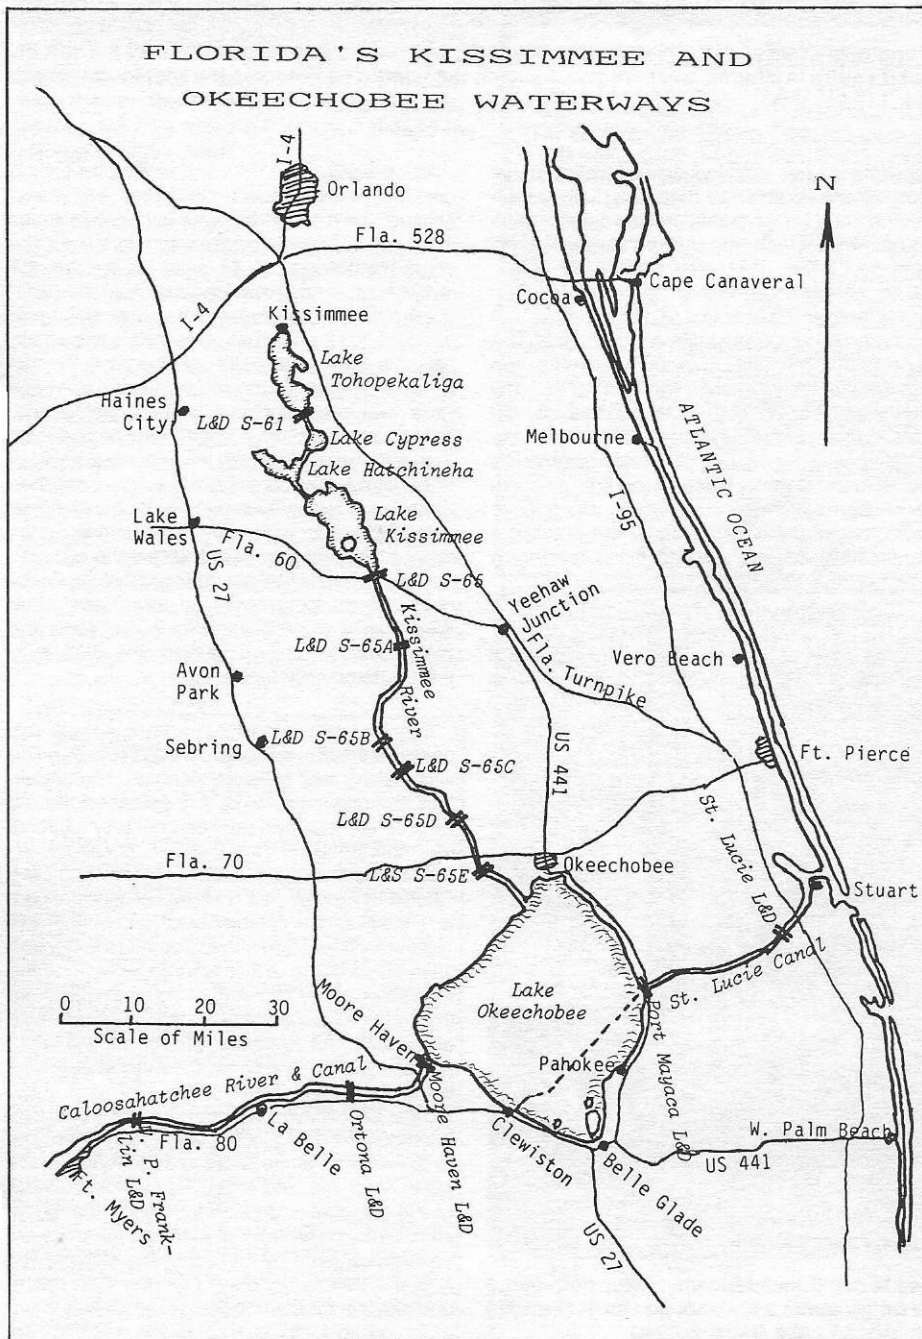 FLORIDA'S KISSIMMEE AND
OKEECHOBEE WATERWAYS
I-4
Orlando
N
Fla. 528
Cape Canaveral
Cocoa
I-4
Kissimmee
Lake
Tohopekaliga
Haines
City
L&D S-61
Lake Cypress
Melbourne
ATLANTIC OCEAN
Lake Hatchineha
I-95
Lake
Kissimmee
Lake
Wales
Fla.
60
US 27
L&D S-65
Yeehaw
Junction
Kissimmee
River
L&D S-65A
Fla. Turnpike
Vero Beach
Avon
Park
Sebring
L&D S-65B
L&D S-65C
US 441
Ft. Pierce
L&D S-65D
St. Lucie L&D
Fla. 70
L&S S-65E
Okeechobee
Stuart
St. Lucie Canal
Lake
Okeechobee
0 10 20 30
Scale of Miles
Moore Haven
Port Mayaca L&D
Pahokee
Caloosahatchee River & Canal
Moore Haven L&D
Fla. 80
La Belle
Ortona L&D
Clewiston
Belle Glade
W. Palm Beach
US 441
W. P. Frank-
lin L&D
Ft. Myers
US 27